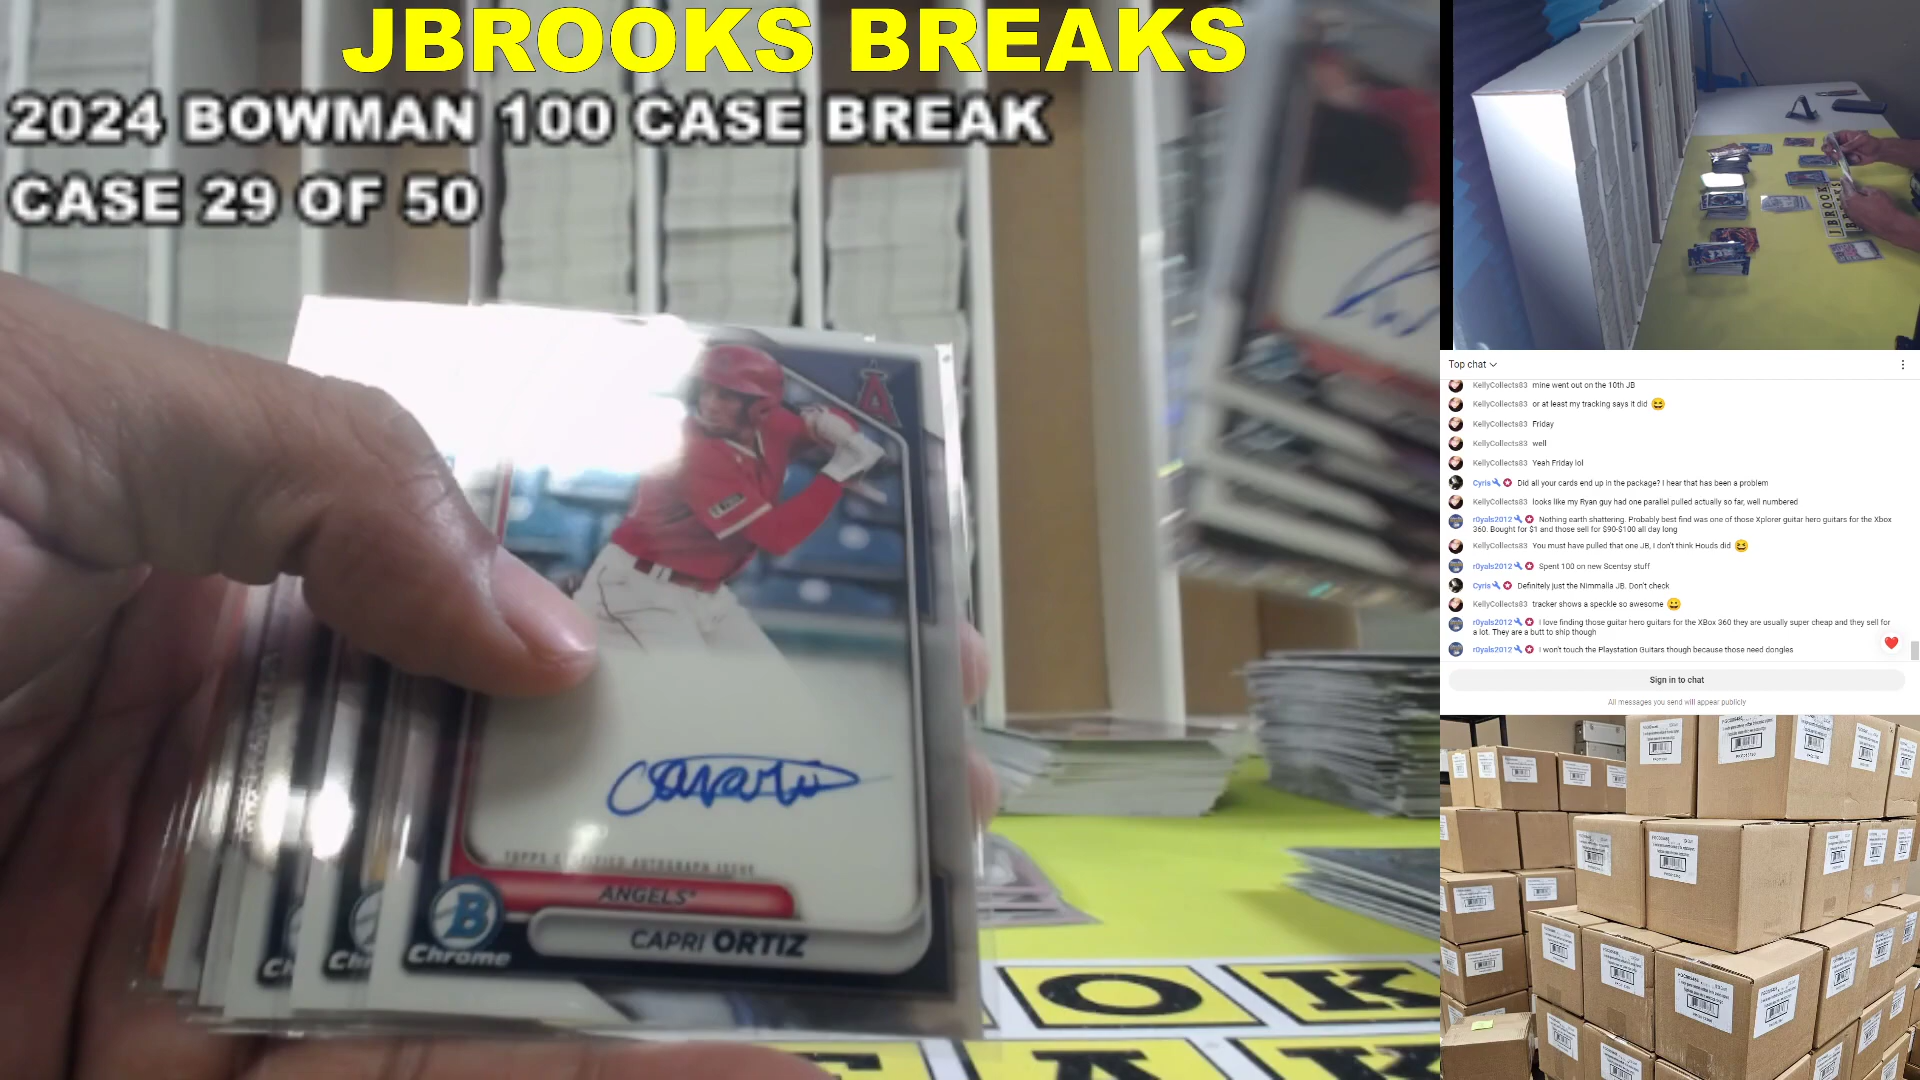 JBROOKS BREAKS
2024 BOWMAN 100 CASE BREAK
CASE 29 OF 50
A
TOPPS CERTIFIED AUTOGRAPH ISSUE
ANGELS
CAPRI ORTIZ
B
Chrome
Ch
Ch
O K
JBROOK
Top chat
KellyCollects83 mine went out on the 10th JB
KellyCollects83 or at least my tracking says it did 😆
KellyCollects83 Friday
KellyCollects83 well
KellyCollects83 Yeah Friday lol
Cyris Did all your cards end up in the package? I hear that has been a problem
KellyCollects83 looks like my Ryan guy had one parallel pulled actually so far, well numbered
r0yals2012 Nothing earth shattering. Probably best find was one of those Xplorer guitar hero guitars for the Xbox
360. Bought for $1 and those sell for $90-$100 all day long
KellyCollects83 You must have pulled that one JB, I don't think Houds did 😆
r0yals2012 Spent 100 on new Scentsy stuff
Cyris Definitely just the Nimmalla JB. Don't check
KellyCollects83 tracker shows a speckle so awesome 😀
r0yals2012 I love finding those guitar hero guitars for the XBox 360 they are usually super cheap and they sell for
a lot. They are a butt to ship though
r0yals2012 I won't touch the Playstation Guitars though because those need dongles
Sign in to chat
All messages you send will appear publicly